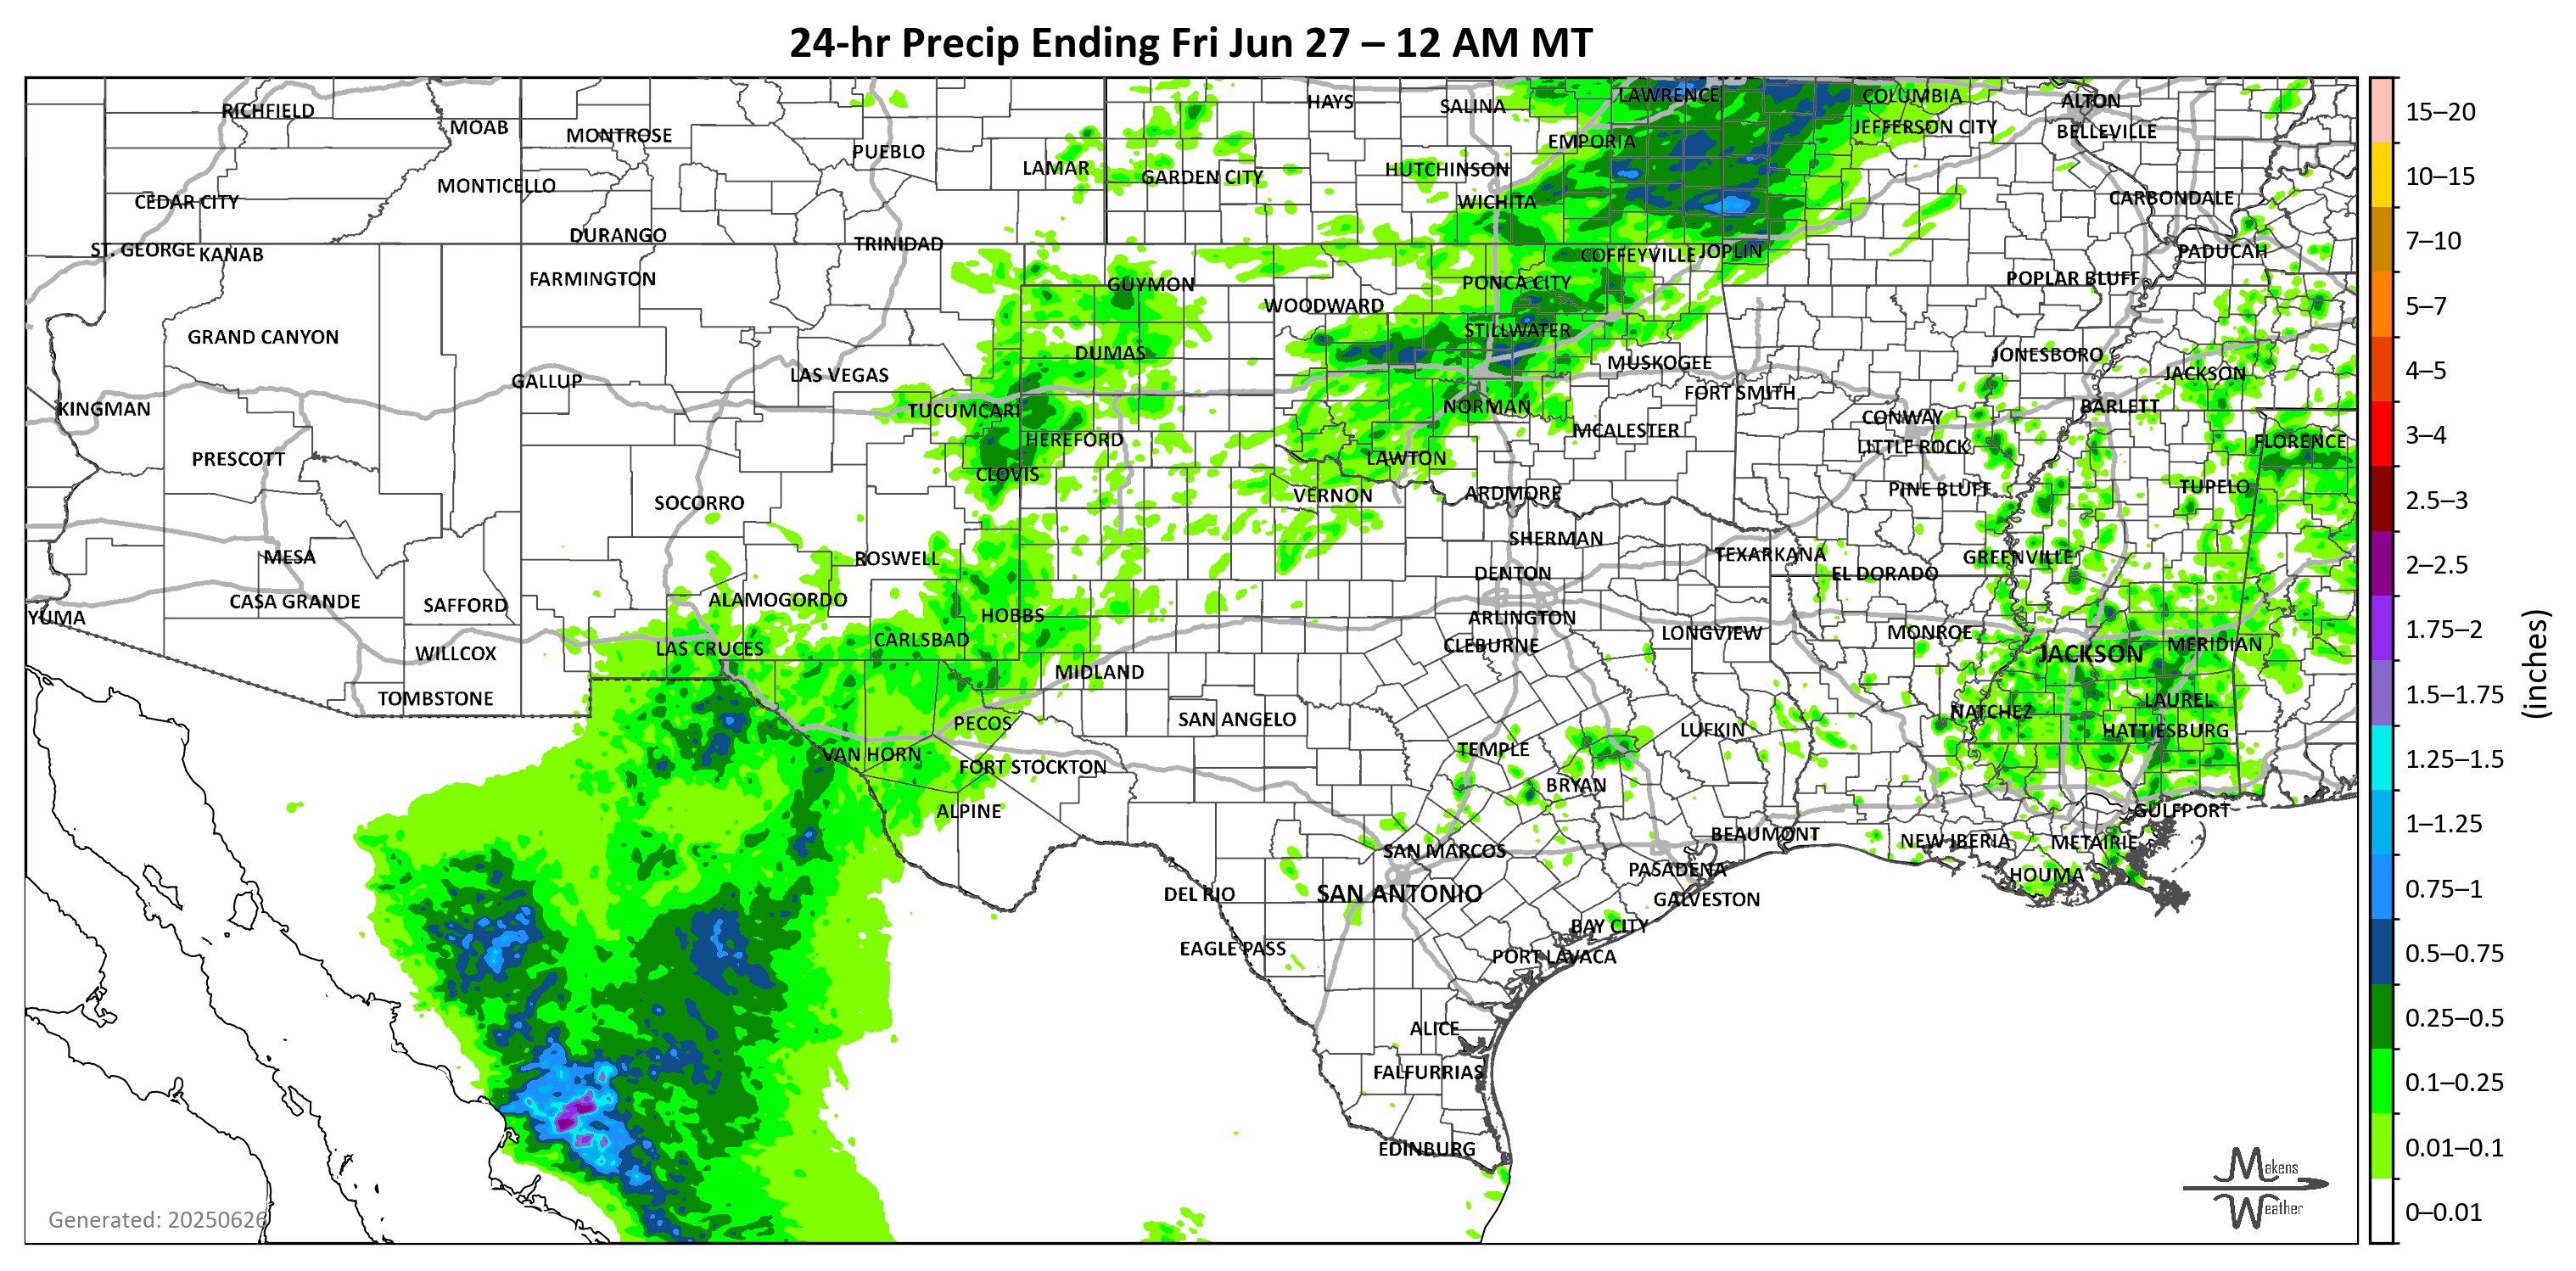 24-hr Precip Ending Fri Jun 27 – 12 AM MT
RICHFIELD
MOAB
MONTROSE
PUEBLO
LAMAR
GARDEN CITY
HAYS
SALINA
LAWRENCE
COLUMBIA
ALTON
EMPORIA
JEFFERSON CITY
BELLEVILLE
HUTCHINSON
CEDAR CITY
MONTICELLO
WICHITA
CARBONDALE
ST. GEORGE
KANAB
DURANGO
TRINIDAD
COFFEYVILLE
JOPLIN
PADUCAH
FARMINGTON
GUYMON
PONCA CITY
POPLAR BLUFF
WOODWARD
GRAND CANYON
STILLWATER
DUMAS
MUSKOGEE
JONESBORO
GALLUP
LAS VEGAS
FORT SMITH
JACKSON
KINGMAN
TUCUMCARI
NORMAN
CONWAY
BARLETT
PRESCOTT
HEREFORD
MCALESTER
LITTLE ROCK
FLORENCE
CLOVIS
LAWTON
SOCORRO
VERNON
ARDMORE
PINE BLUFF
TUPELO
MESA
ROSWELL
SHERMAN
TEXARKANA
GREENVILLE
DENTON
EL DORADO
YUMA
CASA GRANDE
SAFFORD
ALAMOGORDO
HOBBS
ARLINGTON
WILLCOX
LAS CRUCES
CARLSBAD
CLEBURNE
LONGVIEW
MONROE
JACKSON
MERIDIAN
TOMBSTONE
MIDLAND
LAUREL
PECOS
SAN ANGELO
LUFKIN
NATCHEZ
HATTIESBURG
VAN HORN
FORT STOCKTON
TEMPLE
BRYAN
ALPINE
GULFPORT
SAN MARCOS
BEAUMONT
NEW IBERIA
METAIRIE
DEL RIO
SAN ANTONIO
PASADENA
HOUMA
GALVESTON
EAGLE PASS
BAY CITY
PORT LAVACA
ALICE
FALFURRIAS
EDINBURG
Generated: 20250626
Makens
Weather
15–20
10–15
7–10
5–7
4–5
3–4
2.5–3
2–2.5
1.75–2
1.5–1.75
1.25–1.5
1–1.25
0.75–1
0.5–0.75
0.25–0.5
0.1–0.25
0.01–0.1
0–0.01
(inches)